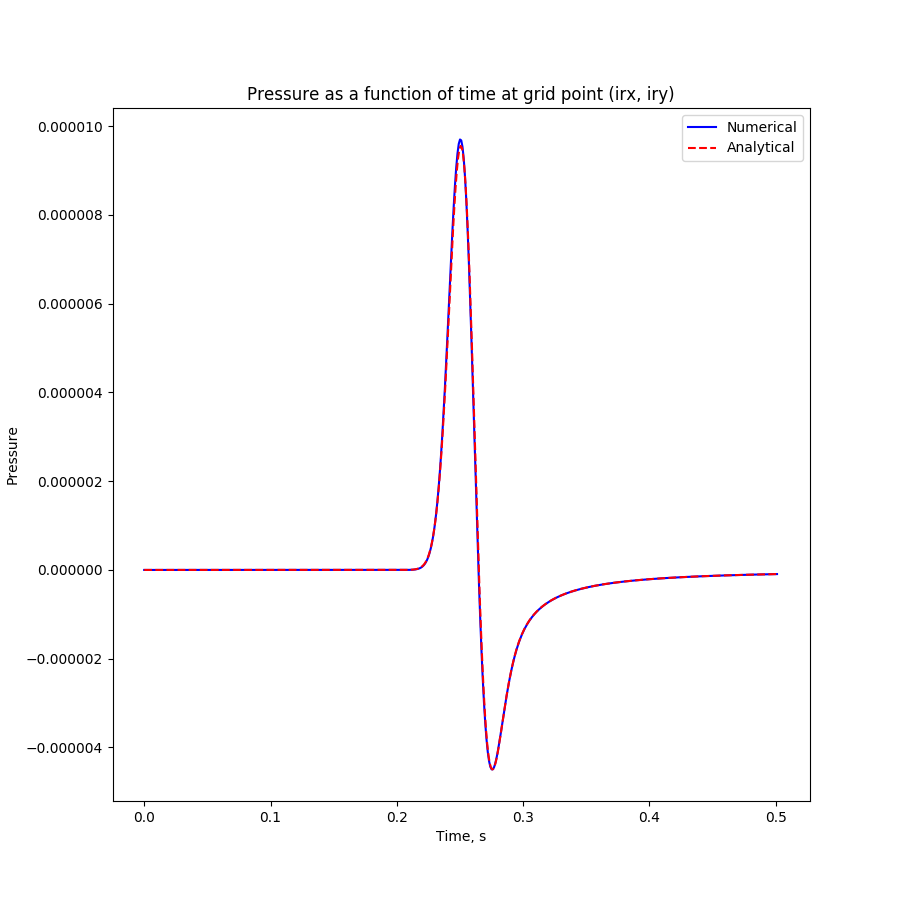 Pressure as a function of time at grid point (irx, iry)
Numerical
Analytical
0.000010
0.000008
0.000006
0.000004
0.000002
0.000000
−0.000002
−0.000004
Pressure
0.0 0.1 0.2 0.3 0.4 0.5
Time, s